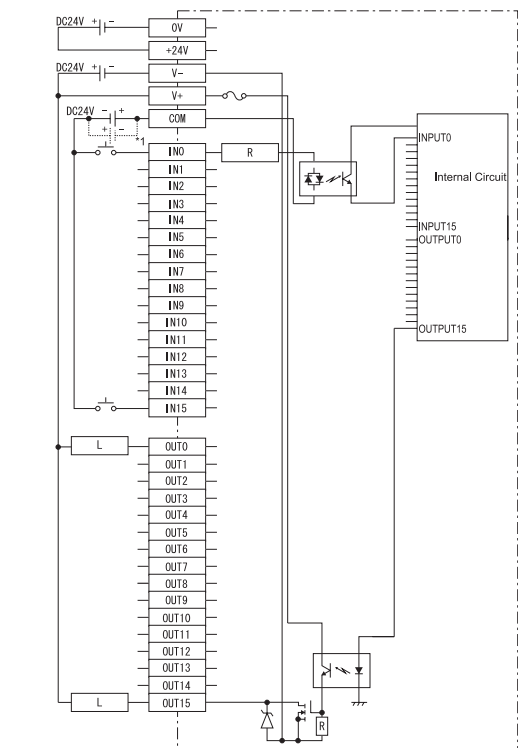 DC24V + -
0V
+24V
DC24V + -
V-
V+
DC24V - +
COM
+ -
*1
IN0
R
IN1
IN2
IN3
IN4
IN5
IN6
IN7
IN8
IN9
IN10
IN11
IN12
IN13
IN14
IN15
INPUT0
Internal Circuit
INPUT15
OUTPUT0
OUTPUT15
L
OUT0
OUT1
OUT2
OUT3
OUT4
OUT5
OUT6
OUT7
OUT8
OUT9
OUT10
OUT11
OUT12
OUT13
OUT14
L
OUT15
R